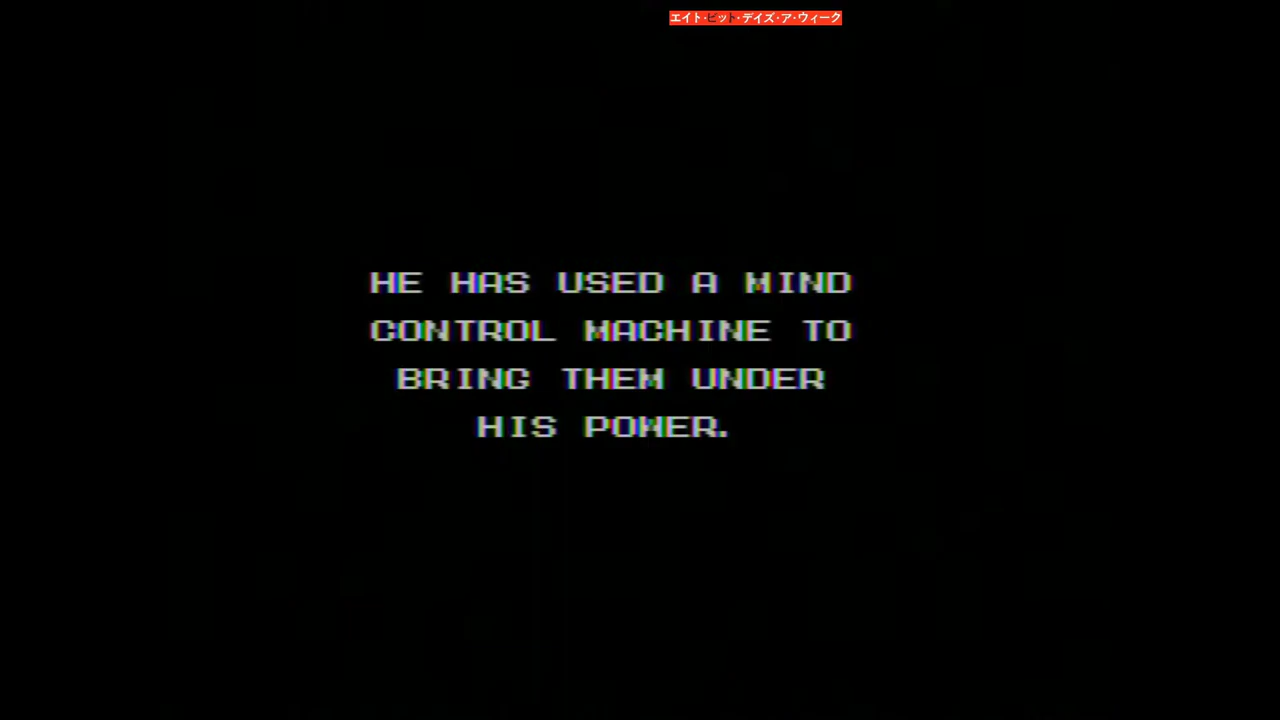 エイト・ビット・デイズ・ア・ウィーク
HE HAS USED A MIND
CONTROL MACHINE TO
BRING THEM UNDER
HIS POWER.